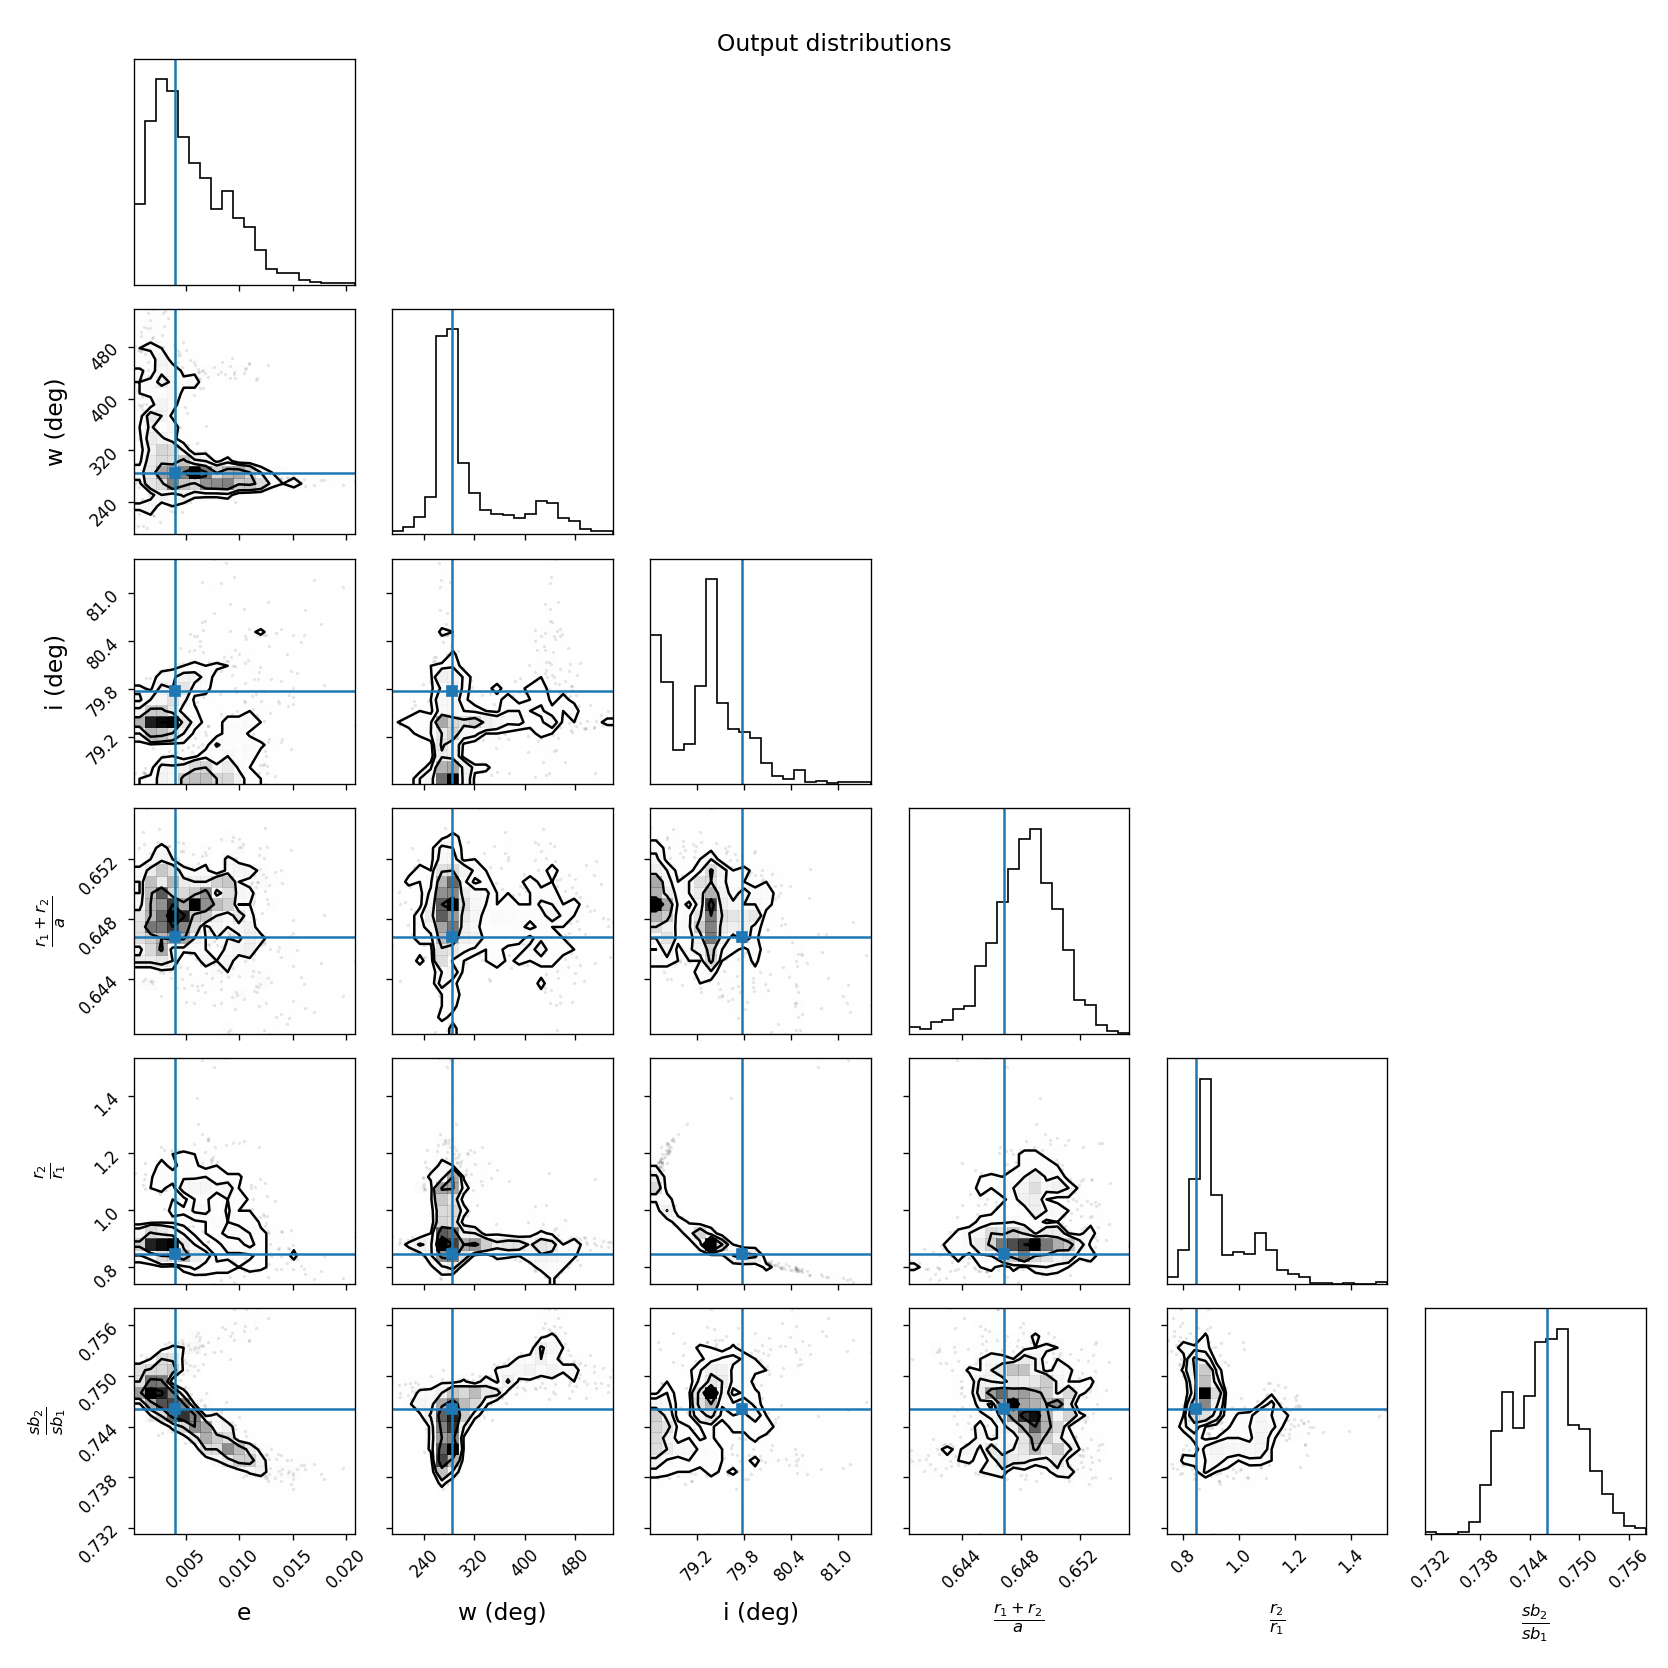 Output distributions
w (deg)
480
400
320
240
i (deg)
81.0
80.4
79.8
79.2
r₁ + r₂
a
0.652
0.648
0.644
r₂
r₁
1.4
1.2
1.0
0.8
sb₂
sb₁
0.756
0.750
0.744
0.738
0.732
0.005 0.010 0.015 0.020 240 320 400 480 79.2 79.8 80.4 81.0 0.644 0.648 0.652 0.8 1.0 1.2 1.4 0.732 0.738 0.744 0.750 0.756
e w (deg) i (deg) r₁ + r₂ r₂ sb₂
a r₁ sb₁